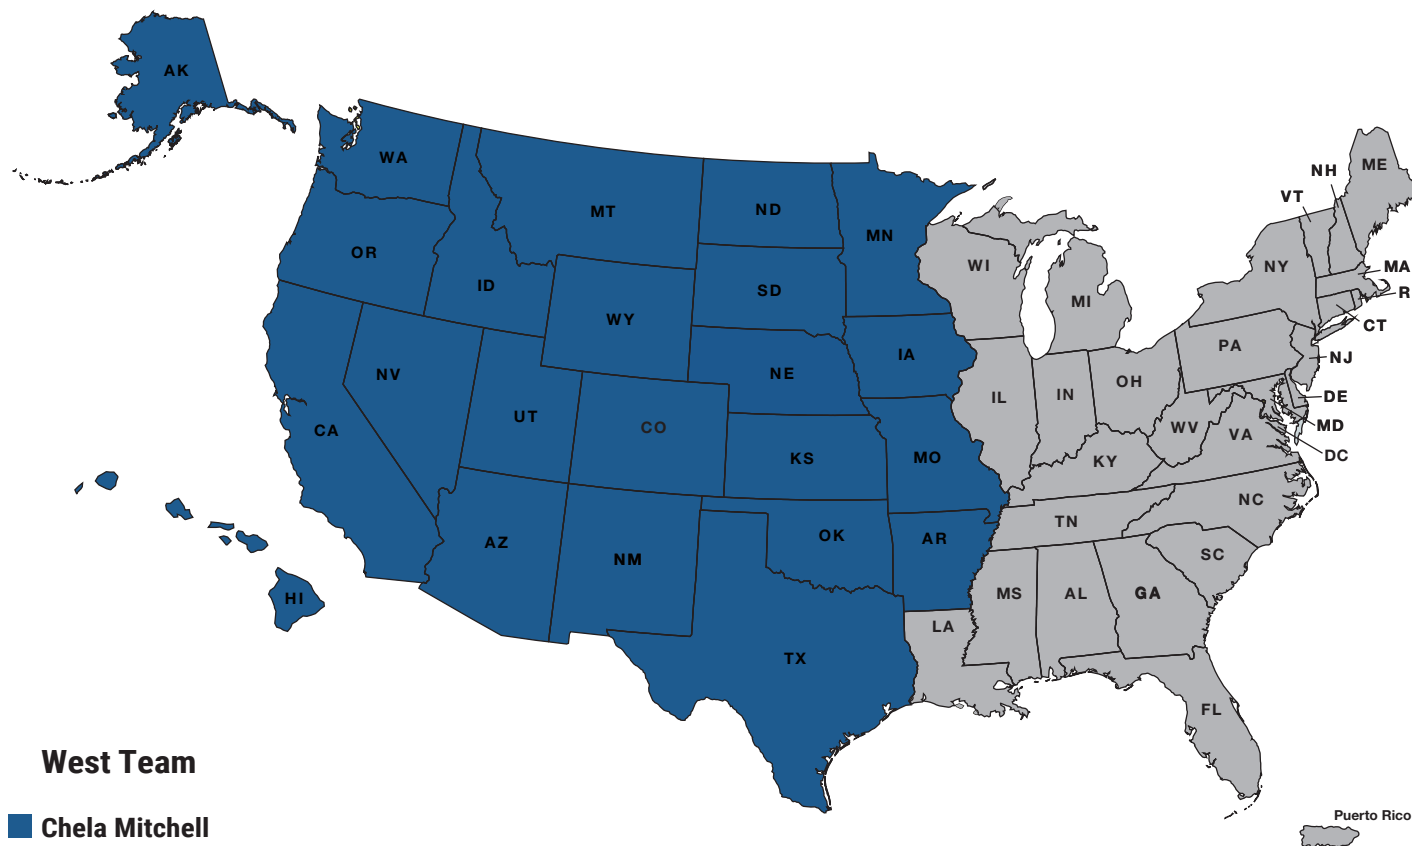 AK
WA
MT
ND
MN
OR
ID
SD
WY
WI
MI
NY
ME
NH
VT
MA
R
CT
NV
UT
CO
NE
IA
IL
IN
OH
PA
NJ
DE
MD
DC
CA
KS
MO
KY
WV
VA
AZ
NM
OK
AR
TN
NC
SC
HI
TX
LA
MS
AL
GA
FL
West Team
Chela Mitchell
Puerto Rico